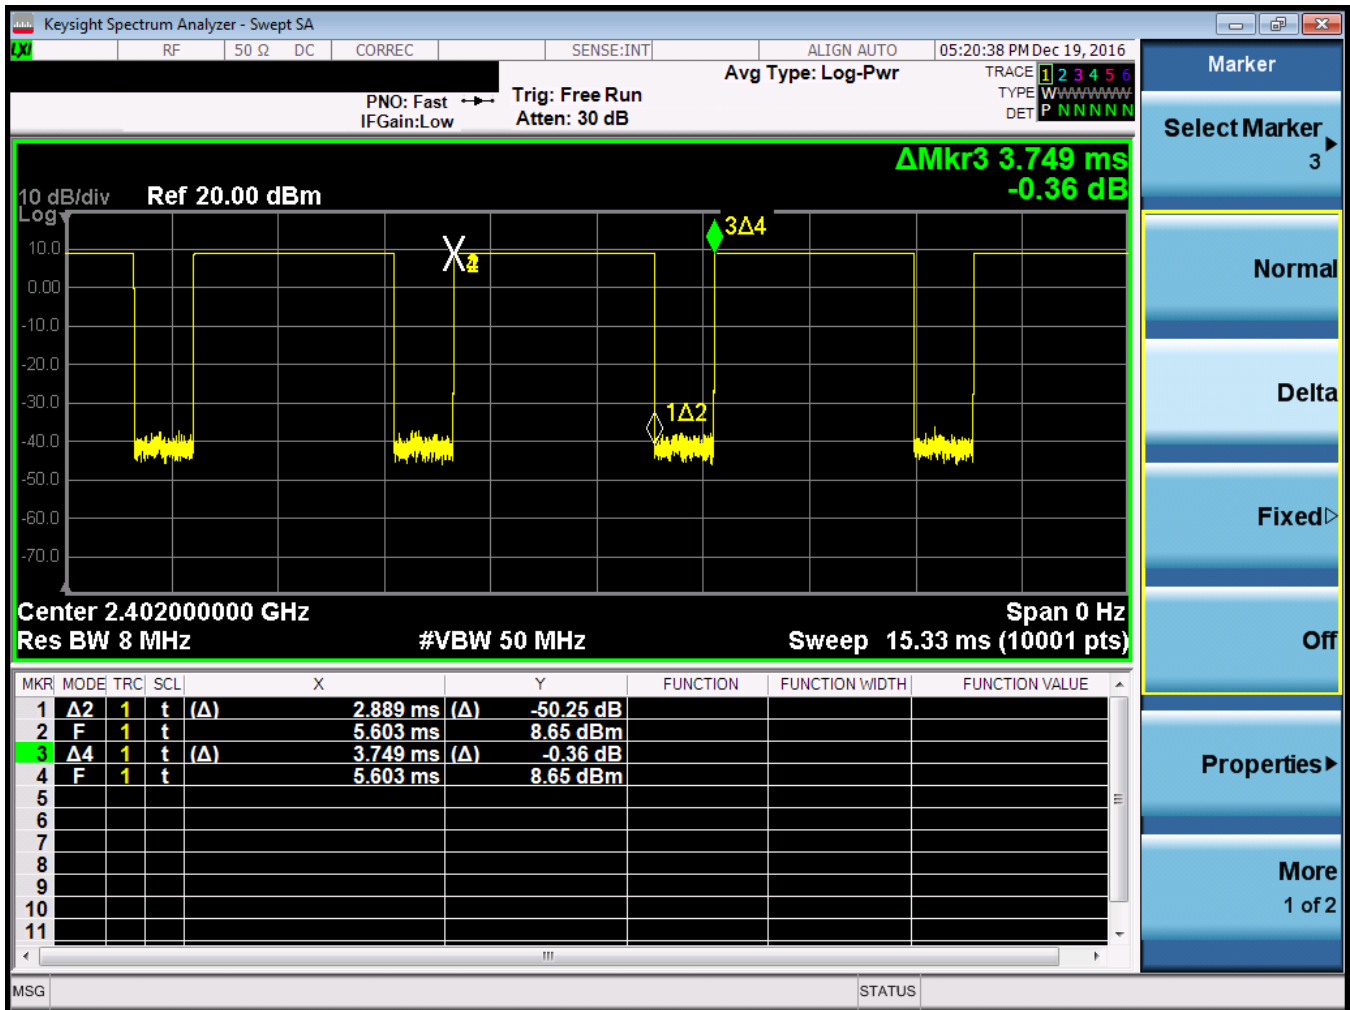 Keysight Spectrum Analyzer - Swept SA
LXI RF 50 Ω DC CORREC SENSE:INT ALIGN AUTO 05:20:38 PM Dec 19, 2016
Avg Type: Log-Pwr
TRACE 1 2 3 4 5 6
TYPE WWWWWW
DET P N N N N N
PNO: Fast
IFGain:Low
Trig: Free Run
Atten: 30 dB
ΔMkr3 3.749 ms
-0.36 dB
10 dB/div
Log
Ref 20.00 dBm
10.0
0.00
-10.0
-20.0
-30.0
-40.0
-50.0
-60.0
-70.0
3Δ4
1Δ2
Center 2.402000000 GHz
Span 0 Hz
Res BW 8 MHz
#VBW 50 MHz
Sweep 15.33 ms (10001 pts)
MKR MODE TRC SCL X Y FUNCTION FUNCTION WIDTH FUNCTION VALUE
1 Δ2 1 t (Δ) 2.889 ms (Δ) -50.25 dB
2 F 1 t 5.603 ms 8.65 dBm
3 Δ4 1 t (Δ) 3.749 ms (Δ) -0.36 dB
4 F 1 t 5.603 ms 8.65 dBm
5
6
7
8
9
10
11
MSG
STATUS
Marker
Select Marker
3
Normal
Delta
Fixed
Off
Properties
More
1 of 2